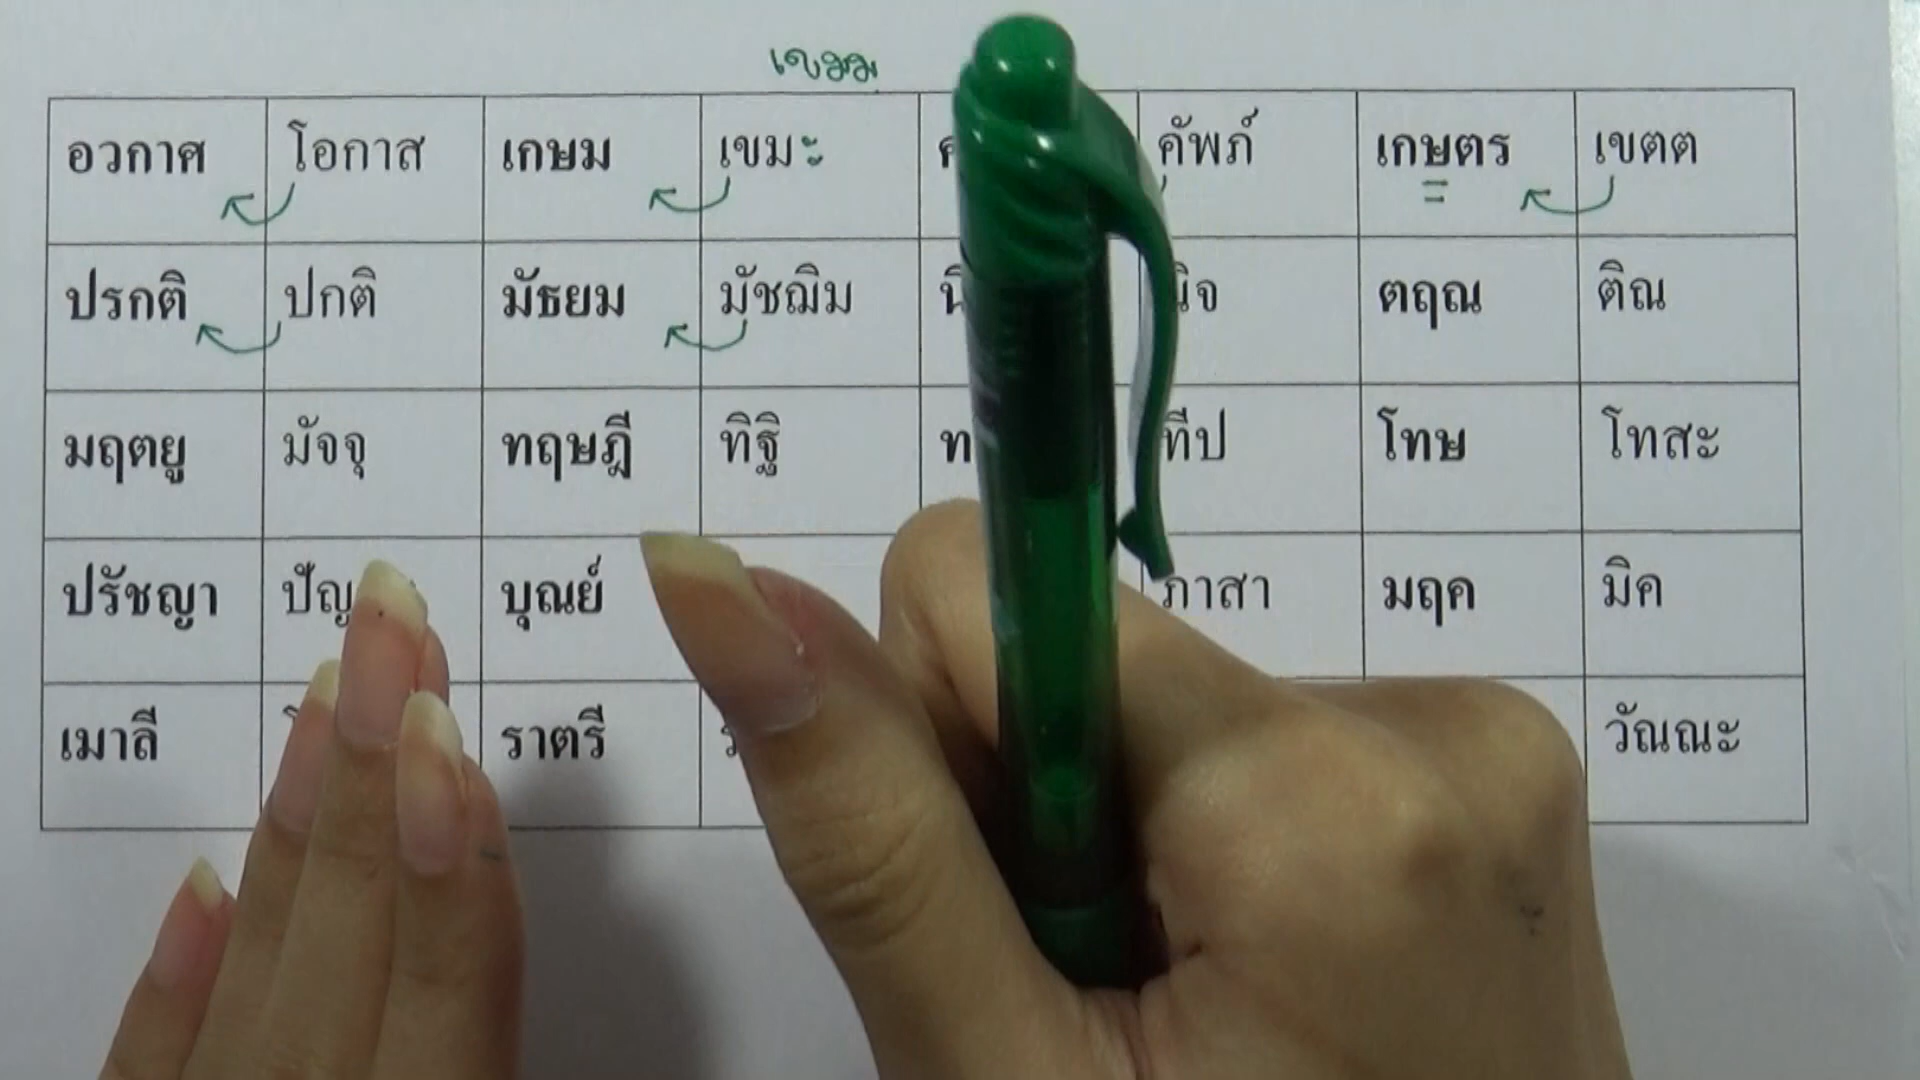 เขมม
อวกาศ โอกาส เกษม เขมะ คัพภ์ เกษตร เขตต
ปรกติ ปกติ มัธยม มัชฌิม ตฤณ ติณ
มฤตยู มัจจุ ทฤษฎี ทิฐิ ทีป โทษ โทสะ
ปรัชญา บุณย์ ภาสา มฤค มิค
เมาลี ราตรี วัณณะ